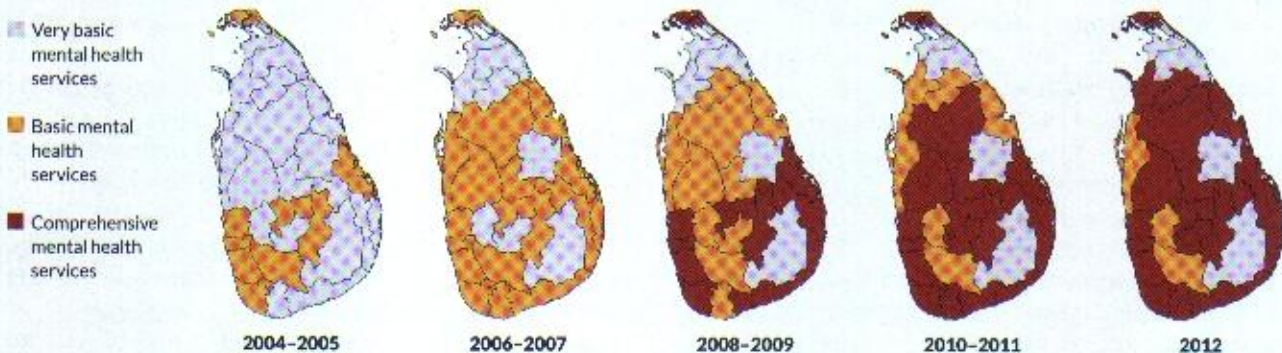 Very basic
mental health
services
Basic mental
health
services
Comprehensive
mental health
services
2004–2005
2006–2007
2008–2009
2010–2011
2012